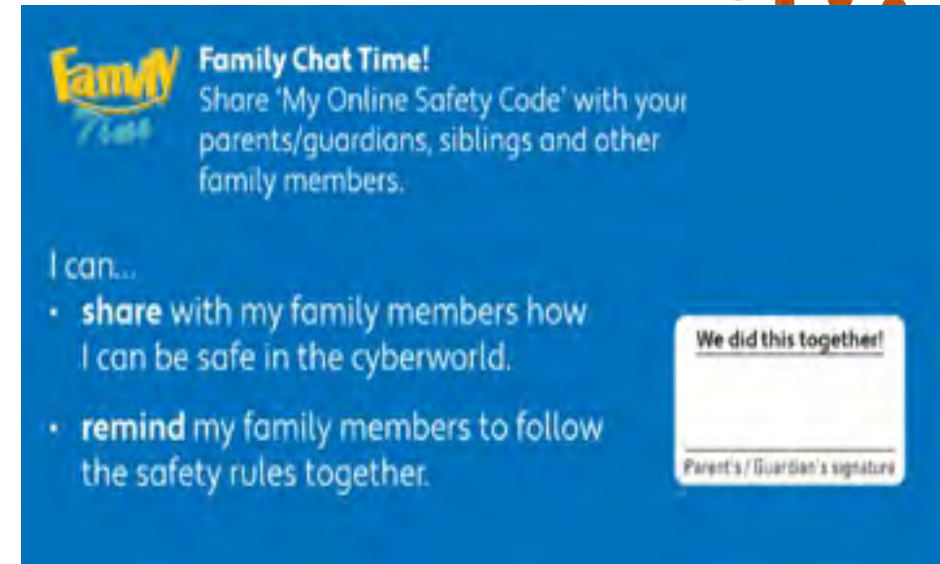 Family
Time
Family Chat Time!
Share 'My Online Safety Code' with your
parents/guardians, siblings and other
family members.
I can...
• share with my family members how
I can be safe in the cyberworld.
• remind my family members to follow
the safety rules together.
We did this together!
Parent's / Guardian's signature